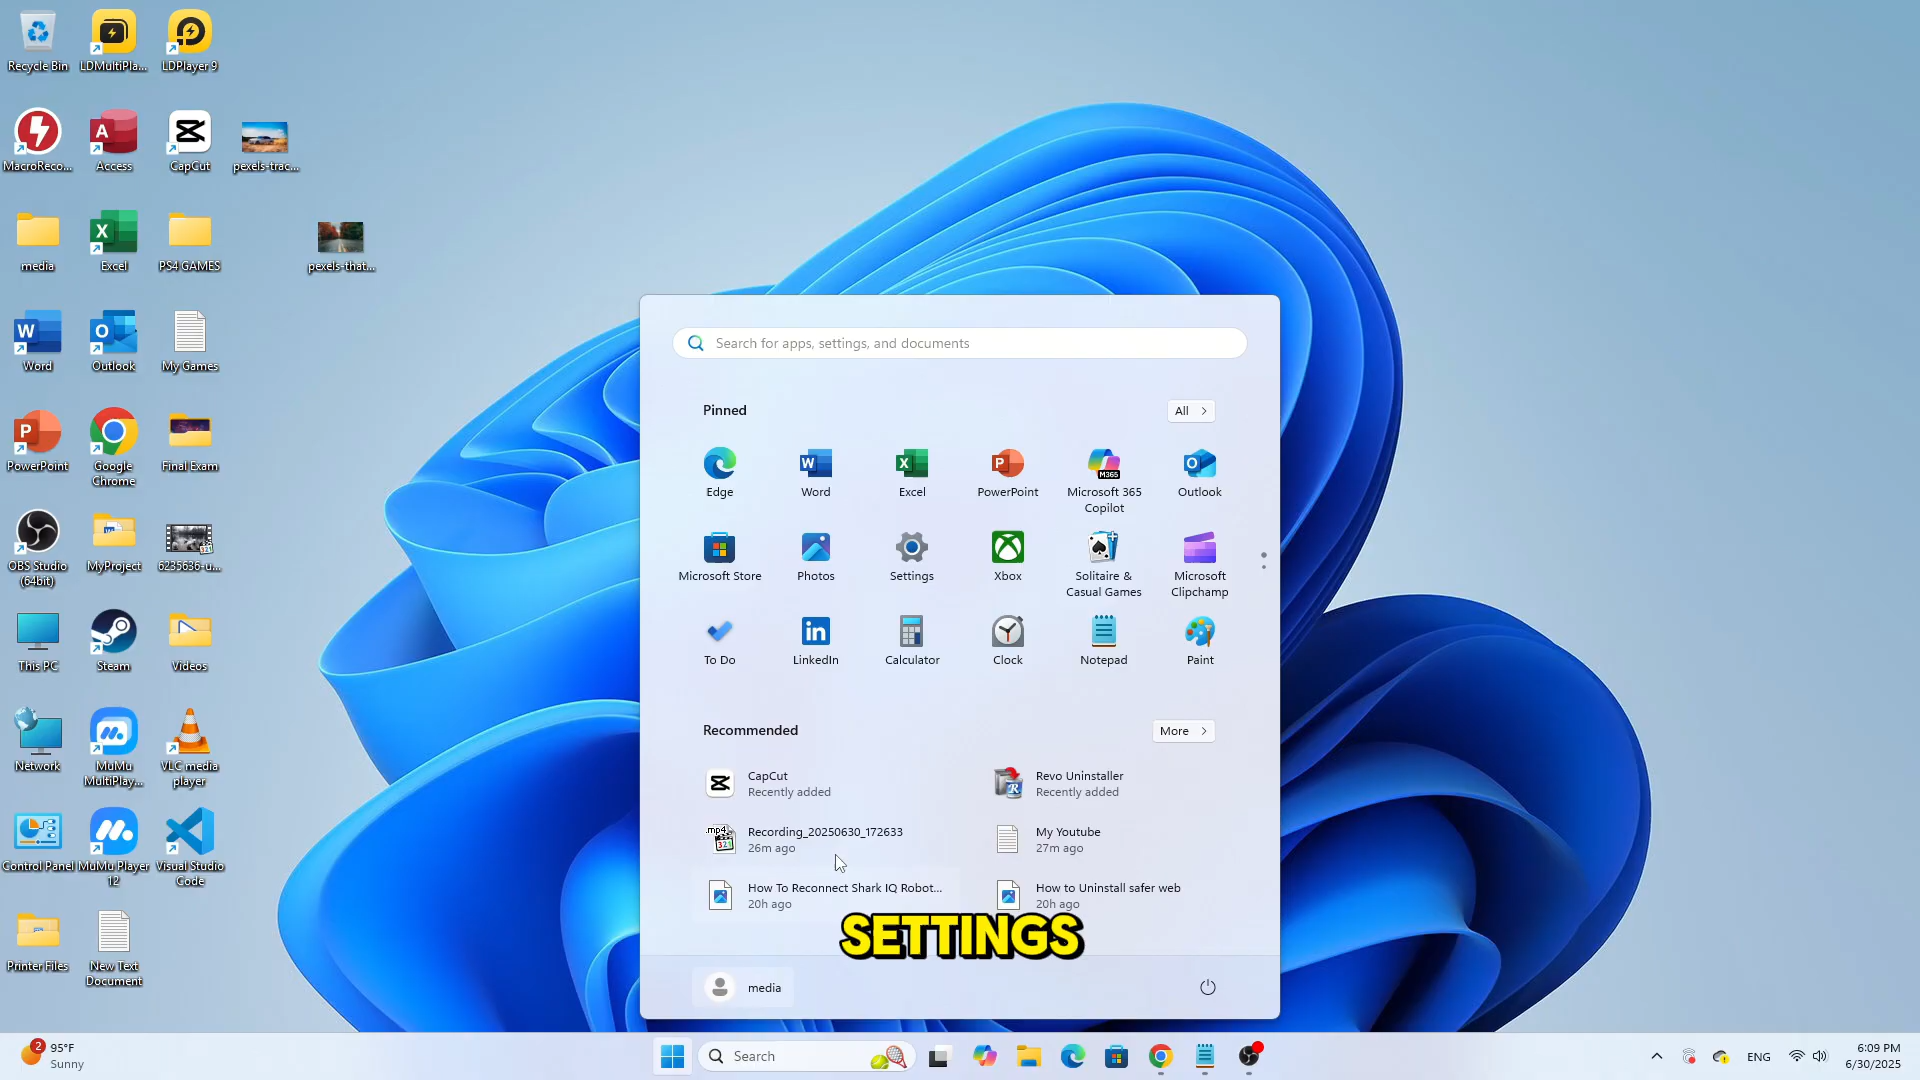 Recycle Bin
LDMultiPla...
LDPlayer 9
MacroReco...
Access
CapCut
pexels-trac...
media
Excel
PS4 GAMES
pexels-that...
Word
Outlook
My Games
PowerPoint
Google
Chrome
Final Exam
OBS Studio
(64bit)
MyProject
6235636-u...
This PC
Steam
Videos
Network
MuMu
MultiPlay...
VLC media
player
Control Panel
MuMu Player
12
Visual Studio
Code
Printer Files
New Text
Document
Search for apps, settings, and documents
Pinned
All
Edge
Word
Excel
PowerPoint
Microsoft 365
Copilot
Outlook
Microsoft Store
Photos
Settings
Xbox
Solitaire &
Casual Games
Microsoft
Clipchamp
To Do
LinkedIn
Calculator
Clock
Notepad
Paint
Recommended
More
CapCut
Recently added
Revo Uninstaller
Recently added
Recording_20250630_172633
26m ago
My Youtube
27m ago
How To Reconnect Shark IQ Robot...
20h ago
How to Uninstall safer web
20h ago
SETTINGS
media
2
95°F
Sunny
Search
ENG
6:09 PM
6/30/2025